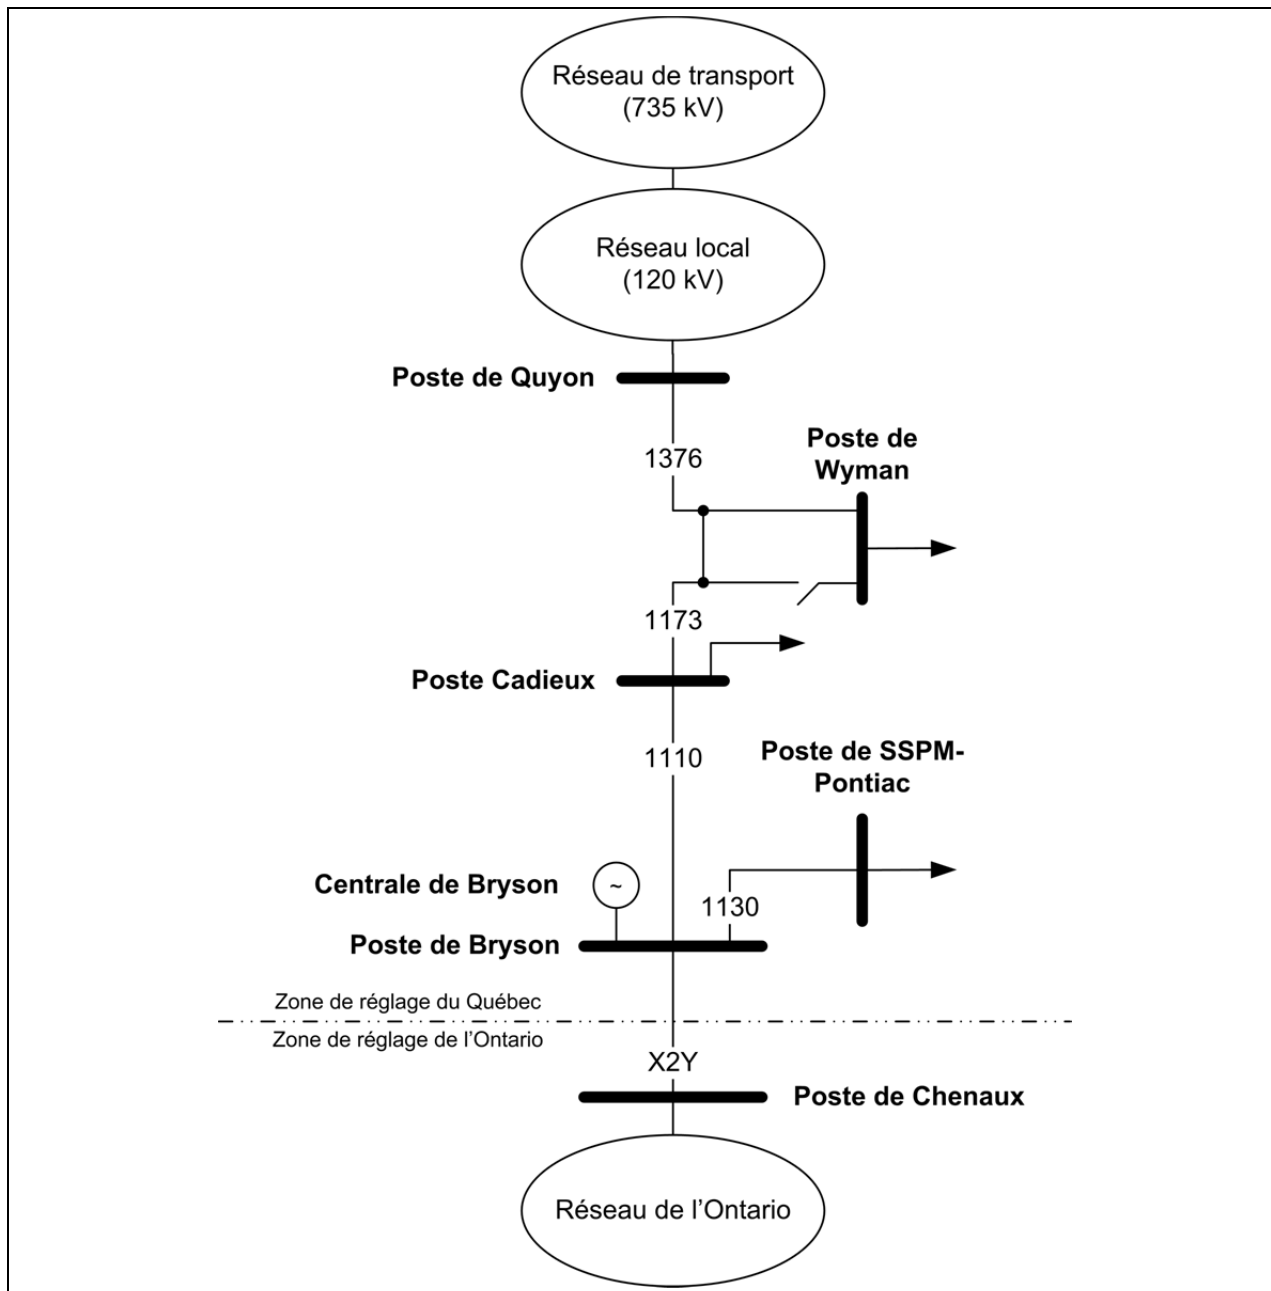 Réseau de transport
(735 kV)
Réseau local
(120 kV)
Poste de Quyon
1376
Poste de
Wyman
1173
Poste Cadieux
1110
Poste de SSPM-
Pontiac
Centrale de Bryson
~
1130
Poste de Bryson
Zone de réglage du Québec
Zone de réglage de l'Ontario
X2Y
Poste de Chenaux
Réseau de l'Ontario